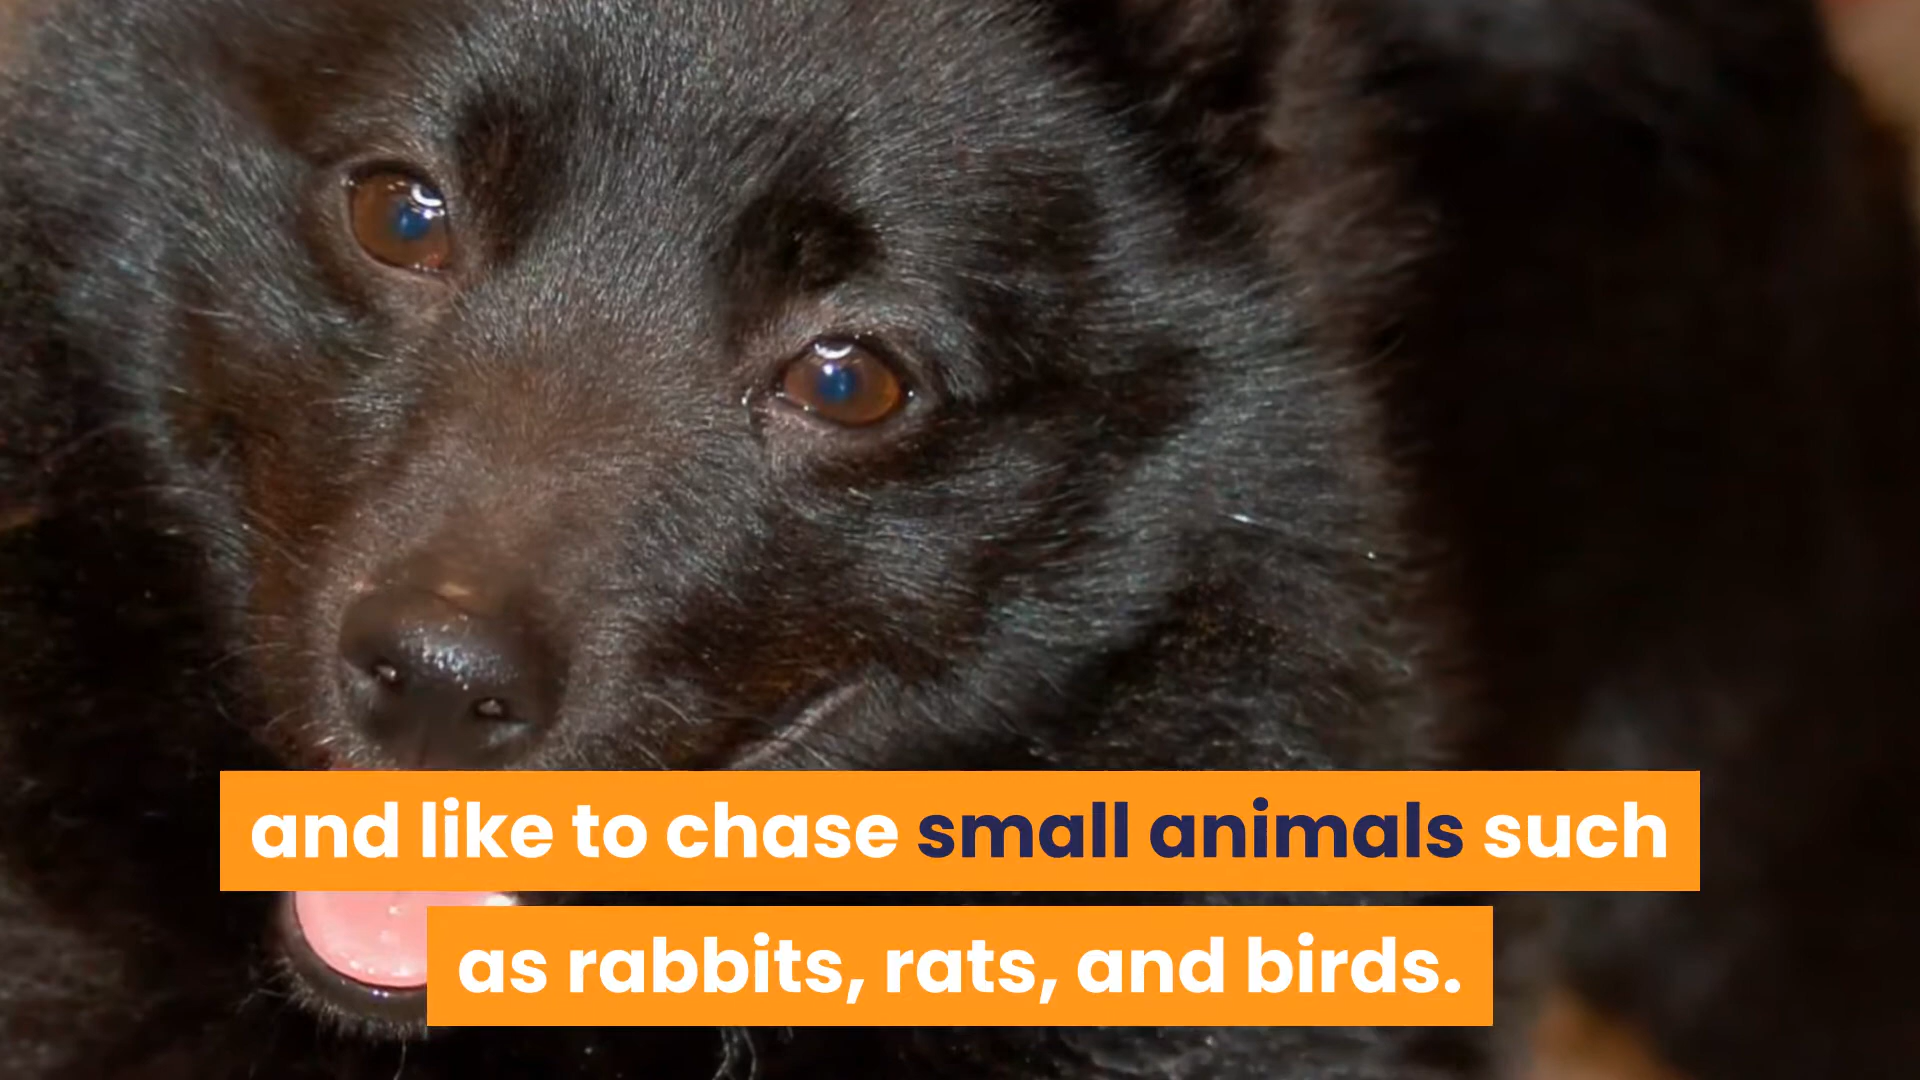 and like to chase small animals such
as rabbits, rats, and birds.